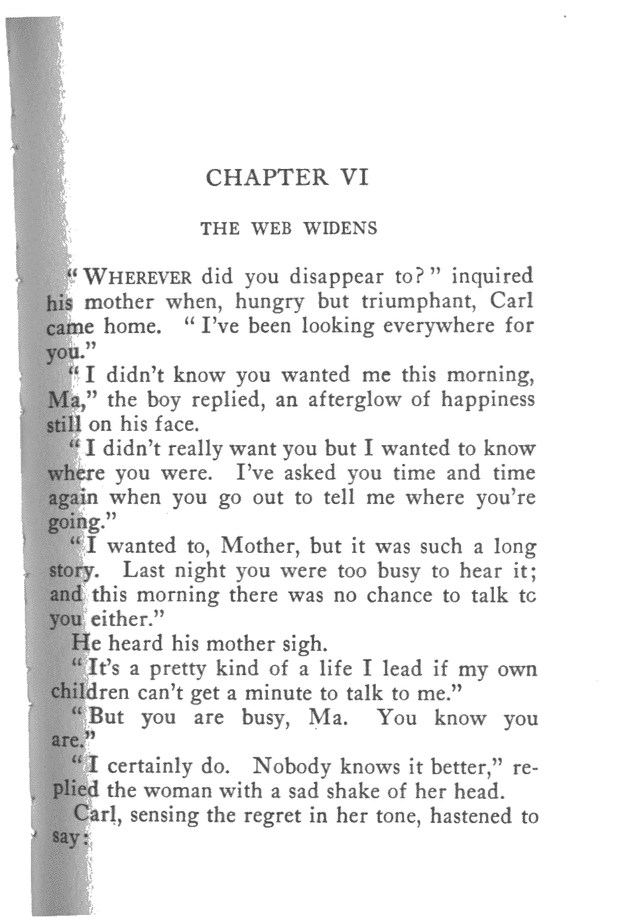 CHAPTER VI
THE WEB WIDENS
“ WHEREVER did you disappear to? ” inquired
his mother when, hungry but triumphant, Carl
came home. “ I've been looking everywhere for
you.”
“ I didn't know you wanted me this morning,
Ma,” the boy replied, an afterglow of happiness
still on his face.
“ I didn't really want you but I wanted to know
where you were. I've asked you time and time
again when you go out to tell me where you're
going.”
“ I wanted to, Mother, but it was such a long
story. Last night you were too busy to hear it;
and this morning there was no chance to talk tc
you either.”
He heard his mother sigh.
“ It's a pretty kind of a life I lead if my own
children can't get a minute to talk to me.”
“ But you are busy, Ma. You know you
are.”
“ I certainly do. Nobody knows it better,” re-
plied the woman with a sad shake of her head.
Carl, sensing the regret in her tone, hastened to
say: